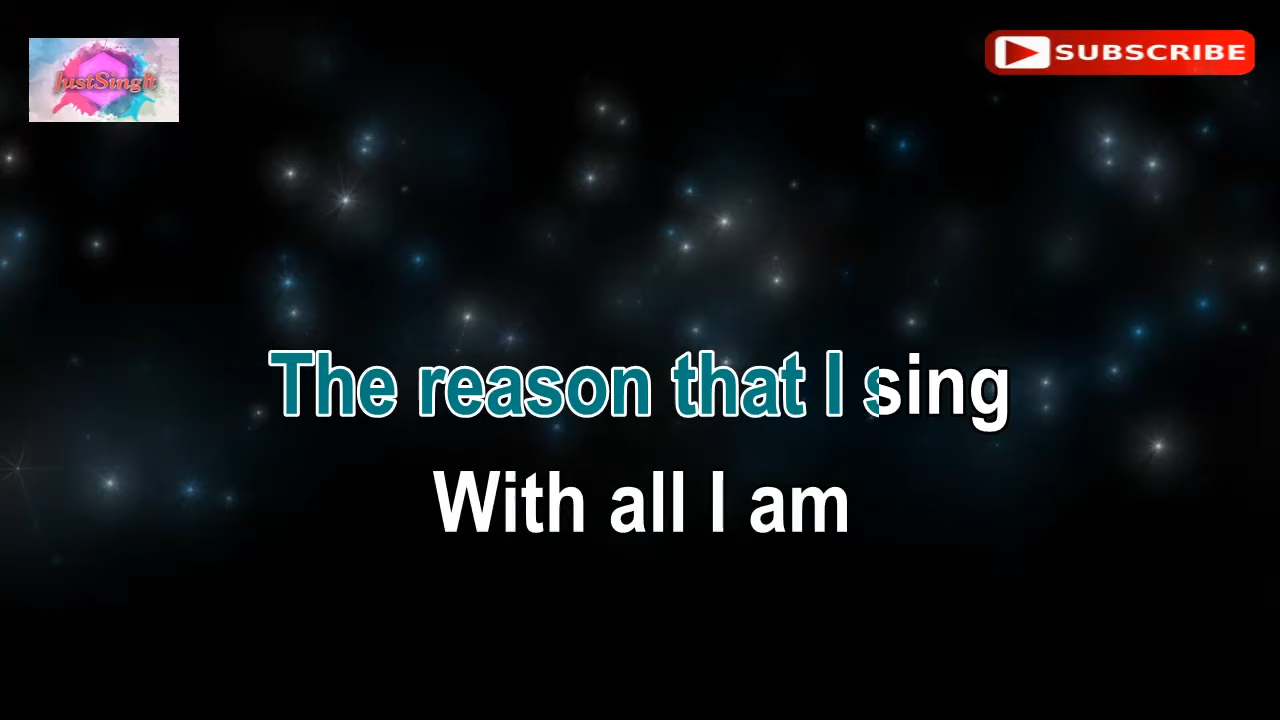 JustSingIt
SUBSCRIBE
The reason that I sing
With all I am